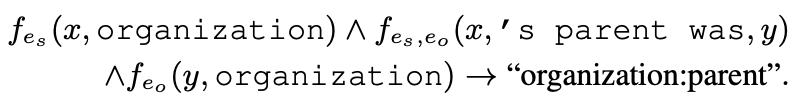 f_{e_s}(x, organization) ∧ f_{e_s,e_o}(x, ’s parent was, y)
∧f_{e_o}(y, organization) → “organization:parent”.